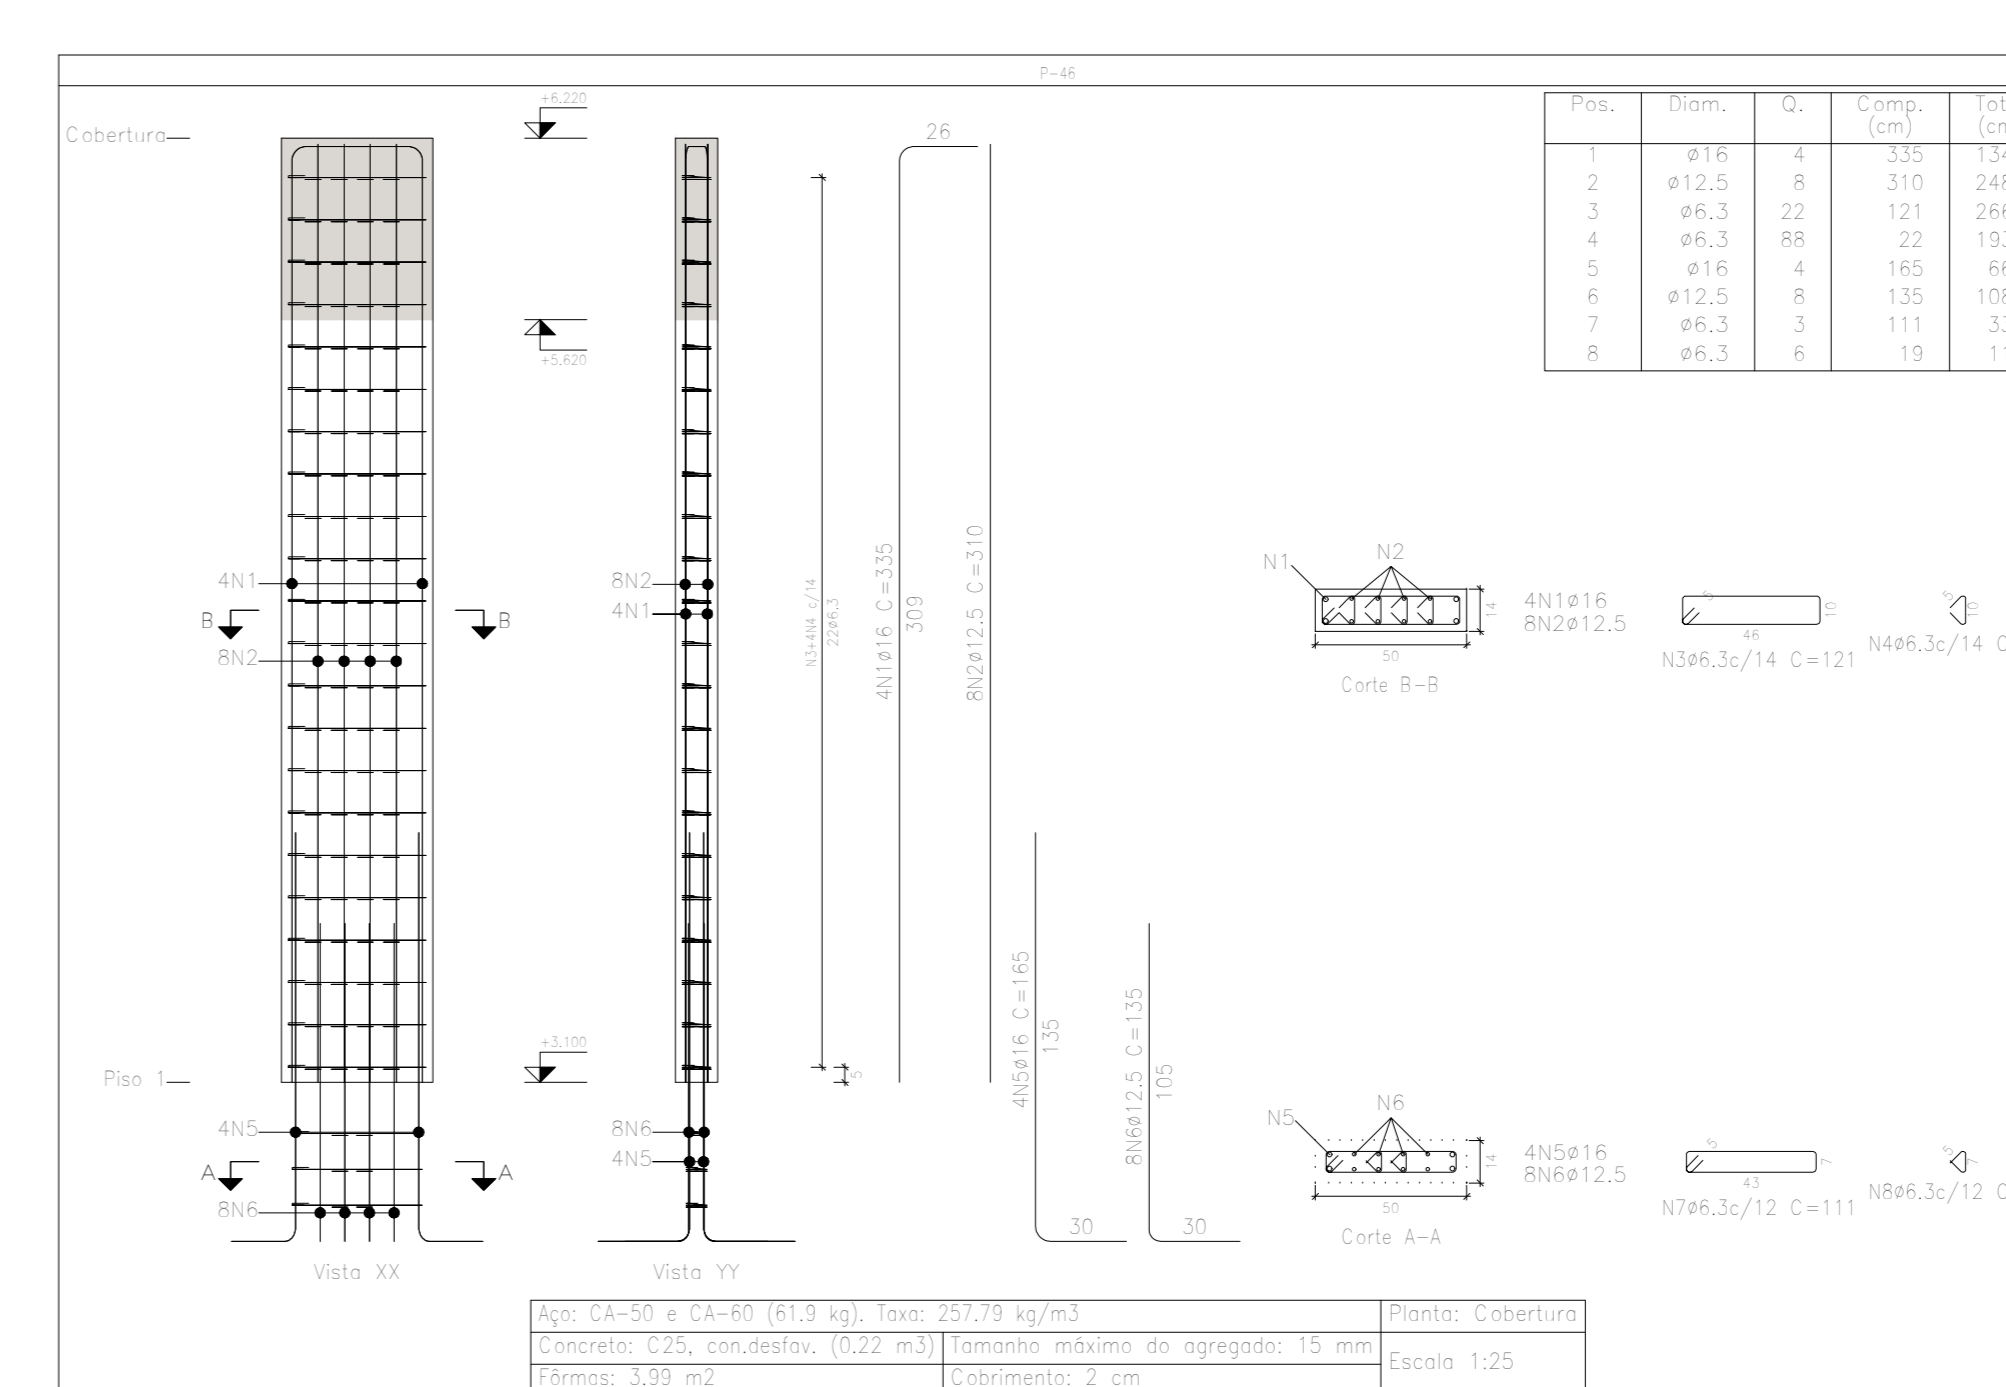 P-46
Cobertura
+6.220
+5.620
+3.100
Piso 1
4N1
B
B
8N2
4N5
A
A
8N6
Vista XX
8N2
4N1
8N6
4N5
Vista YY
N3+4N4 c/14
22ø6.3
5
26
4N1ø16 C=335
309
8N2ø12.5 C=310
4N5ø16 C=165
135
30
8N6ø12.5 C=135
105
30
Pos. Diam. Q. Comp. (cm)
1 ø16 4 335
2 ø12.5 8 310
3 ø6.3 22 121
4 ø6.3 88 22
5 ø16 4 165
6 ø12.5 8 135
7 ø6.3 3 111
8 ø6.3 6 19
N1
N2
14
50
Corte B-B
4N1ø16
8N2ø12.5
5
46
10
N3ø6.3c/14 C=121
5
10
N4ø6.3c/14
N5
N6
14
50
Corte A-A
4N5ø16
8N6ø12.5
5
43
7
N7ø6.3c/12 C=111
5
7
N8ø6.3c/12
Aço: CA-50 e CA-60 (61.9 kg). Taxa: 257.79 kg/m3
Planta: Cobertura
Concreto: C25, con.desfav. (0.22 m3)
Tamanho máximo do agregado: 15 mm
Escala 1:25
Fôrmas: 3.99 m2
Cobrimento: 2 cm